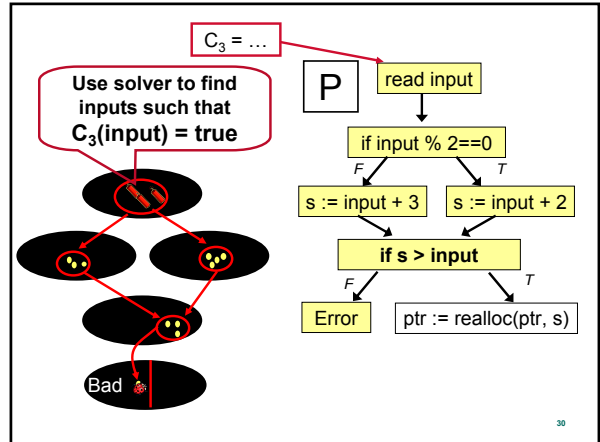 C₃ = …
Use solver to find
inputs such that
C₃(input) = true
P
read input
if input % 2==0
F
T
s := input + 3
s := input + 2
if s > input
F
T
Error
ptr := realloc(ptr, s)
Bad
30